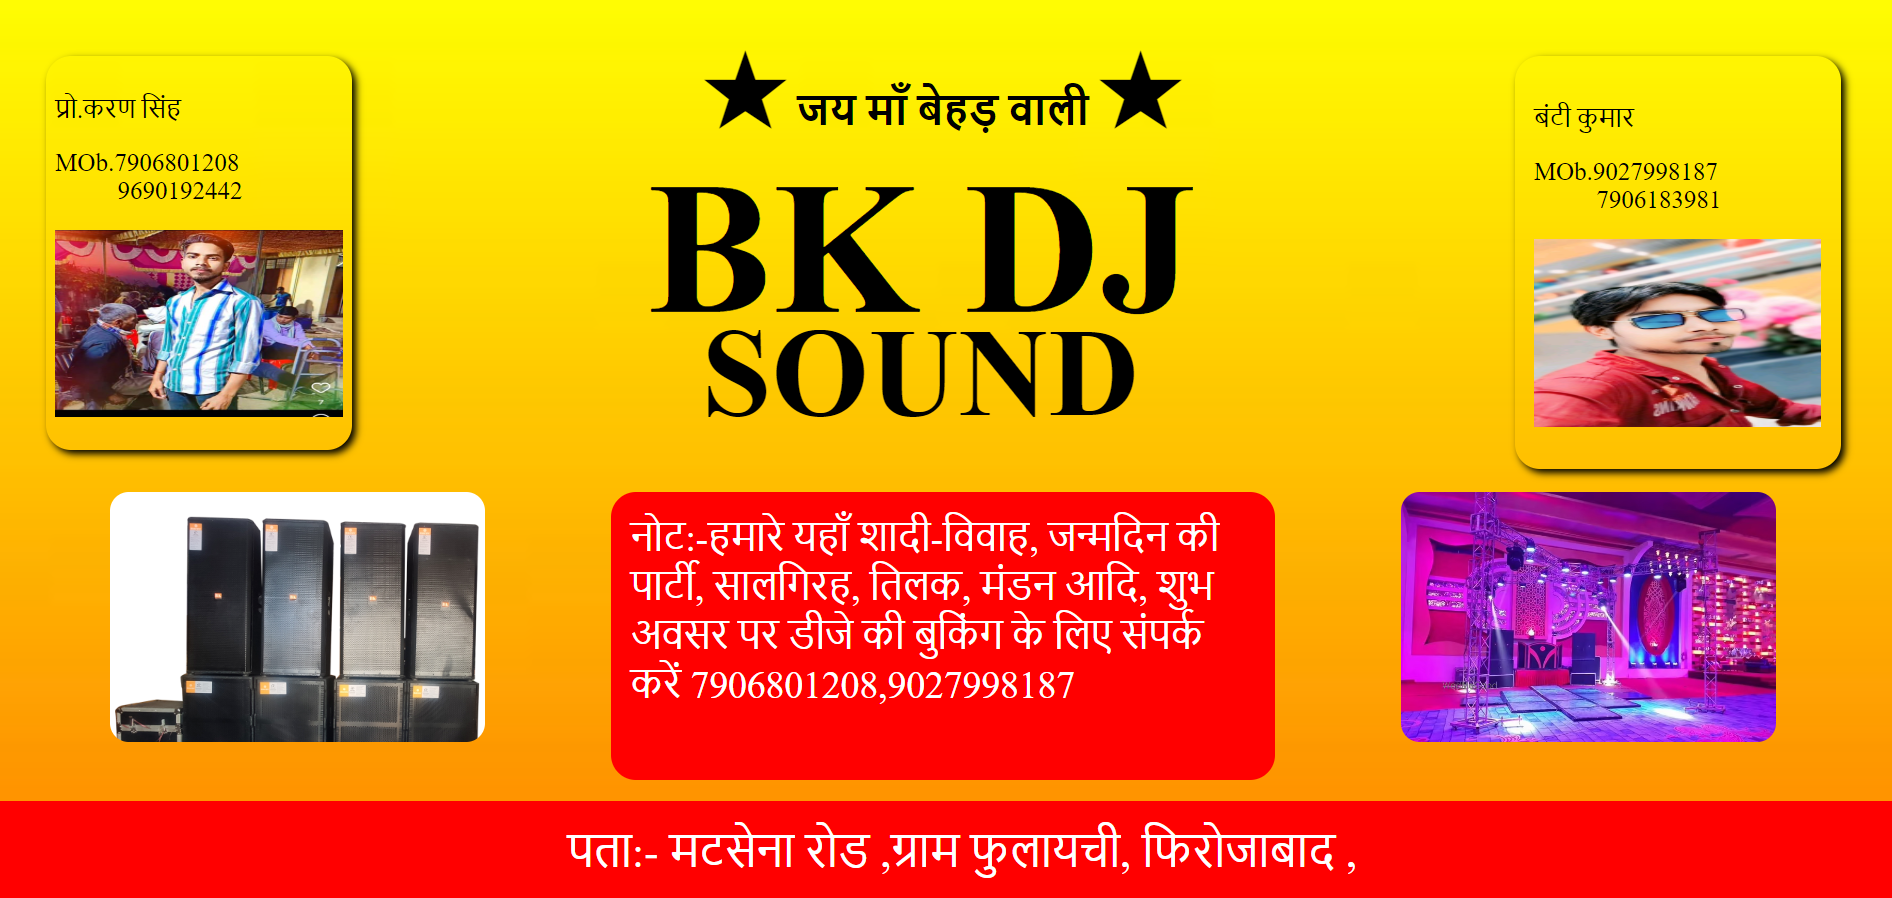 जय माँ बेहड़ वाली
BK DJ
SOUND
प्रो.करण सिंह
MOb.7906801208
9690192442
बंटी कुमार
MOb.9027998187
7906183981
नोट:-हमारे यहाँ शादी-विवाह, जन्मदिन की
पार्टी, सालगिरह, तिलक, मंडन आदि, शुभ
अवसर पर डीजे की बुकिंग के लिए संपर्क
करें 7906801208,9027998187
पता:- मटसेना रोड ,ग्राम फुलायची, फिरोजाबाद ,